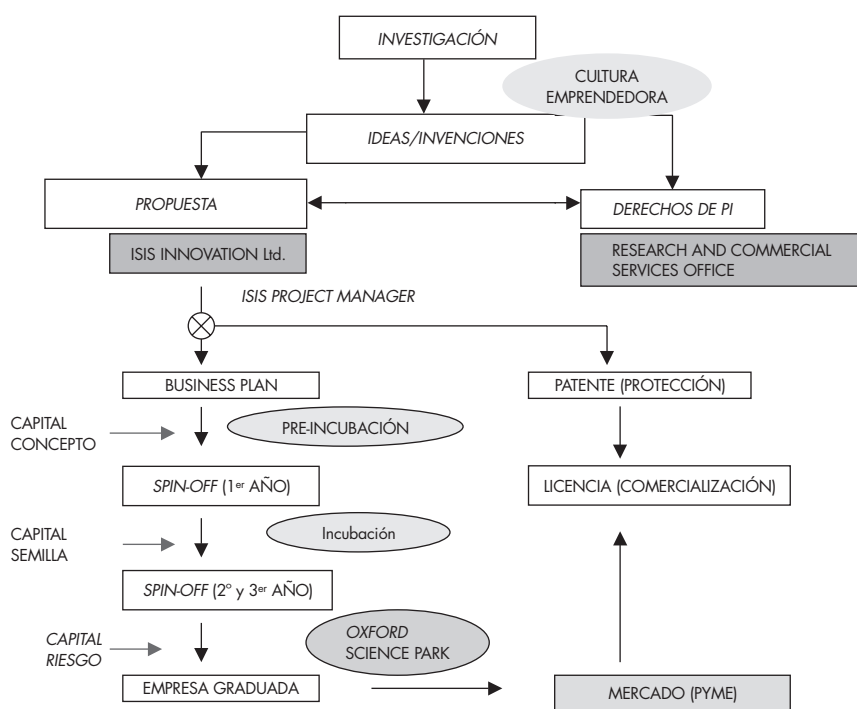 INVESTIGACIÓN
CULTURA
EMPRENDEDORA
IDEAS/INVENCIONES
PROPUESTA
DERECHOS DE PI
ISIS INNOVATION Ltd.
RESEARCH AND COMMERCIAL
SERVICES OFFICE
ISIS PROJECT MANAGER
BUSINESS PLAN
PATENTE (PROTECCIÓN)
CAPITAL
CONCEPTO
PRE-INCUBACIÓN
SPIN-OFF (1er AÑO)
LICENCIA (COMERCIALIZACIÓN)
CAPITAL
SEMILLA
Incubación
SPIN-OFF (2º y 3er AÑO)
CAPITAL
RIESGO
OXFORD
SCIENCE PARK
EMPRESA GRADUADA
MERCADO (PYME)